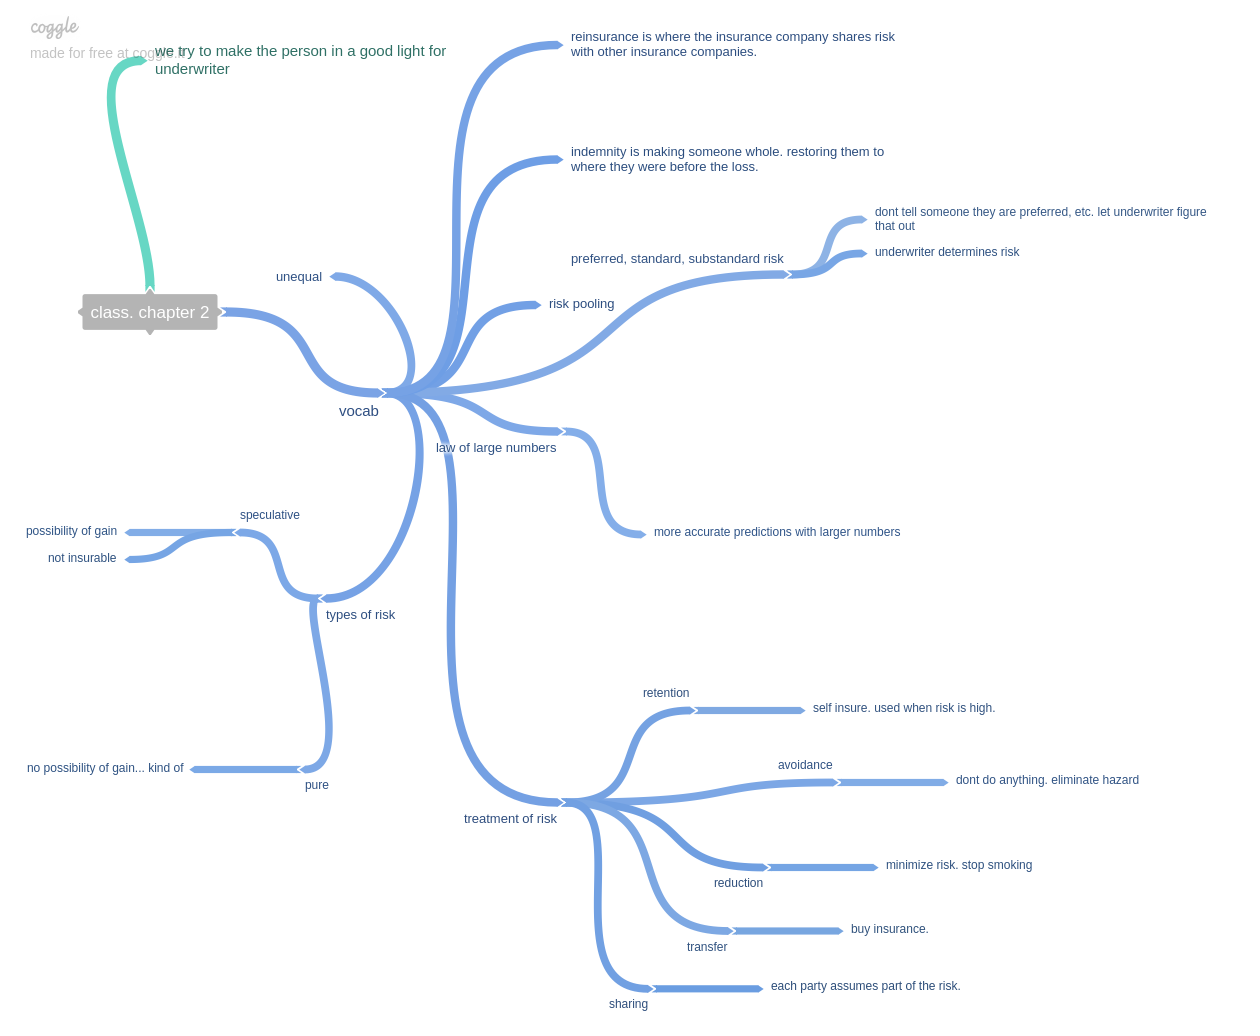 coggle
made for free at coggle.it
we try to make the person in a good light for
underwriter
reinsurance is where the insurance company shares risk
with other insurance companies.
indemnity is making someone whole. restoring them to
where they were before the loss.
dont tell someone they are preferred, etc. let underwriter figure
that out
underwriter determines risk
preferred, standard, substandard risk
unequal
risk pooling
class. chapter 2
vocab
law of large numbers
more accurate predictions with larger numbers
speculative
possibility of gain
not insurable
types of risk
no possibility of gain... kind of
pure
retention
self insure. used when risk is high.
avoidance
dont do anything. eliminate hazard
treatment of risk
reduction
minimize risk. stop smoking
transfer
buy insurance.
sharing
each party assumes part of the risk.